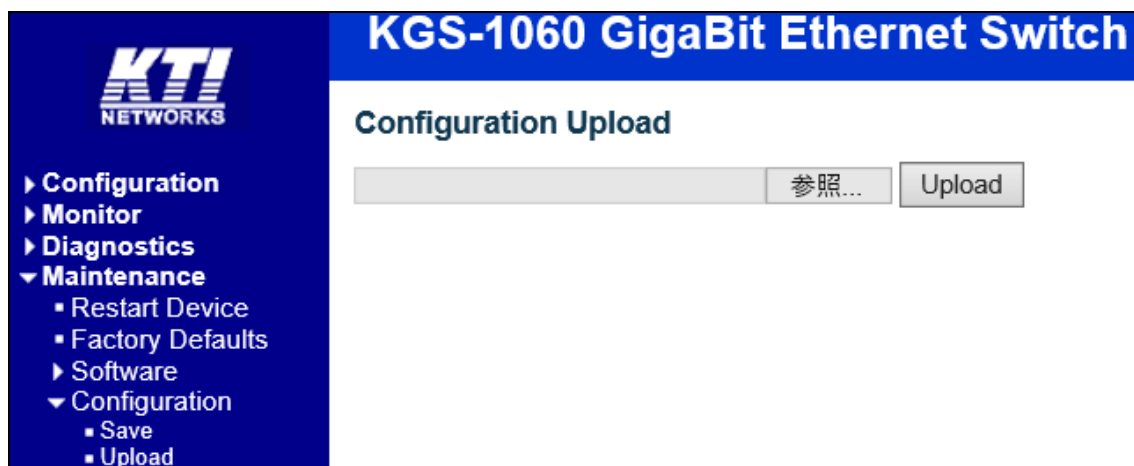 KTI
NETWORKS
KGS-1060 GigaBit Ethernet Switch
Configuration
Monitor
Diagnostics
Maintenance
Restart Device
Factory Defaults
Software
Configuration
Save
Upload
Configuration Upload
参照... Upload